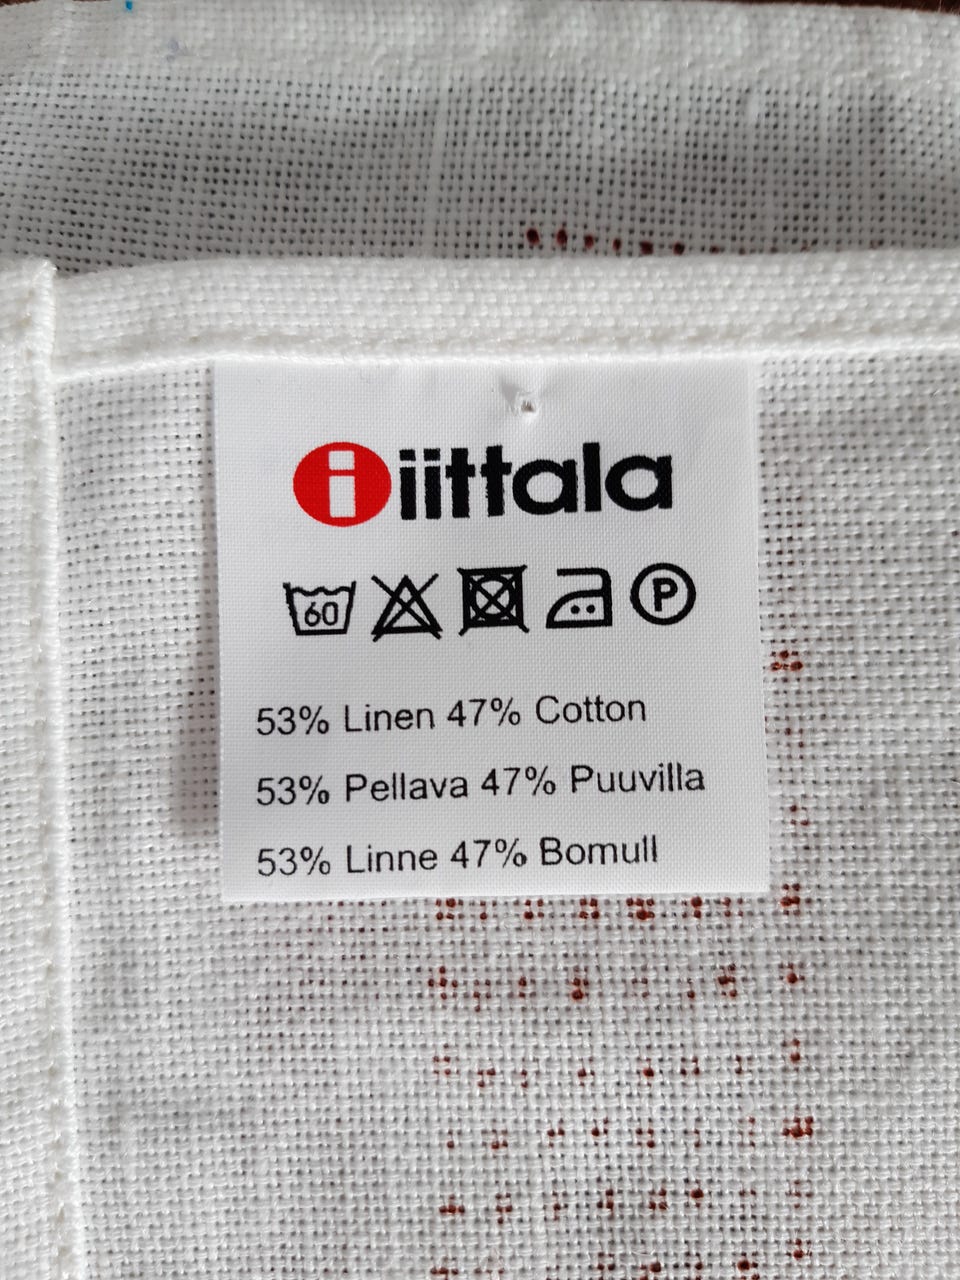 i iittala
60 P
53% Linen 47% Cotton
53% Pellava 47% Puuvilla
53% Linne 47% Bomull